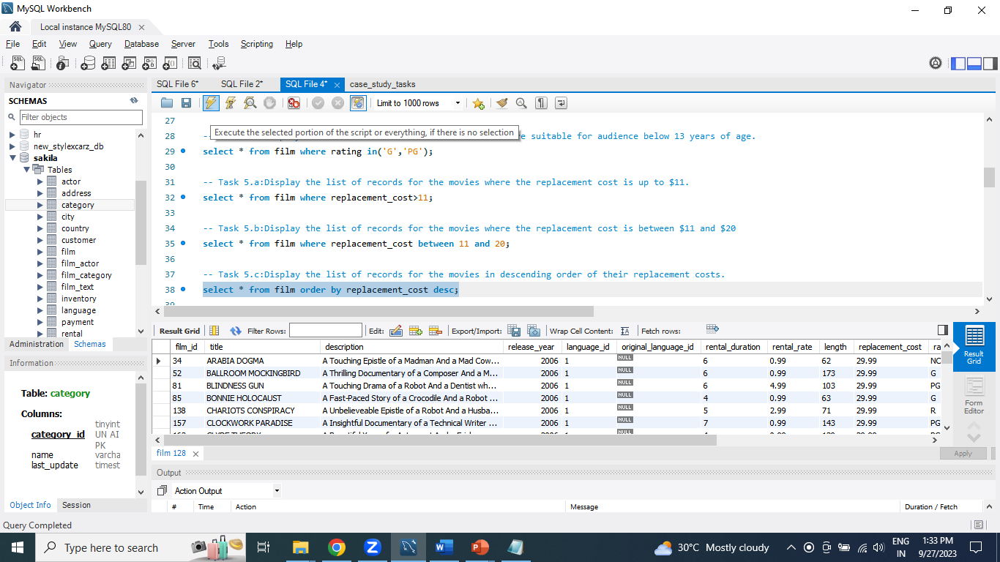 MySQL Workbench
Local instance MySQL80
File Edit View Query Database Server Tools Scripting Help
Navigator
SCHEMAS
Filter objects
hr
new_stylexcarz_db
sakila
Tables
actor
address
category
city
country
customer
film
film_actor
film_category
film_text
inventory
language
payment
rental
Administration Schemas
Information
Table: category
Columns:
category_id tinyint UN AI PK
name varcha
last_update timest
Object Info Session
SQL File 6* SQL File 2* SQL File 4* case_study_tasks
Limit to 1000 rows
27
Execute the selected portion of the script or everything, if there is no selection
28 -- re suitable for audience below 13 years of age.
29 select * from film where rating in('G','PG');
30
31 -- Task 5.a:Display the list of records for the movies where the replacement cost is up to $11.
32 select * from film where replacement_cost>11;
33
34 -- Task 5.b:Display the list of records for the movies where the replacement cost is between $11 and $20
35 select * from film where replacement_cost between 11 and 20;
36
37 -- Task 5.c:Display the list of records for the movies in descending order of their replacement costs.
38 select * from film order by replacement_cost desc;
39
Result Grid Filter Rows: Edit: Export/Import: Wrap Cell Content: Fetch rows:
film_id title description release_year language_id original_language_id rental_duration rental_rate length replacement_cost ra
34 ARABIA DOGMA A Touching Epistle of a Madman And a Mad Cow... 2006 1 NULL 6 0.99 62 29.99 NC
52 BALLROOM MOCKINGBIRD A Thrilling Documentary of a Composer And a M... 2006 1 NULL 6 0.99 173 29.99 G
81 BLINDNESS GUN A Touching Drama of a Robot And a Dentist wh... 2006 1 NULL 6 4.99 103 29.99 PG
85 BONNIE HOLOCAUST A Fast-Paced Story of a Crocodile And a Robot ... 2006 1 NULL 4 0.99 63 29.99 G
138 CHARIOTS CONSPIRACY A Unbelieveable Epistle of a Robot And a Husba... 2006 1 NULL 5 2.99 71 29.99 R
157 CLOCKWORK PARADISE A Insightful Documentary of a Technical Writer ... 2006 1 NULL 7 0.99 143 29.99 PG
Result Grid
Form Editor
film 128
Apply
Output
Action Output
# Time Action Message Duration / Fetch
Query Completed
Type here to search
30°C Mostly cloudy
ENG IN
1:33 PM
9/27/2023